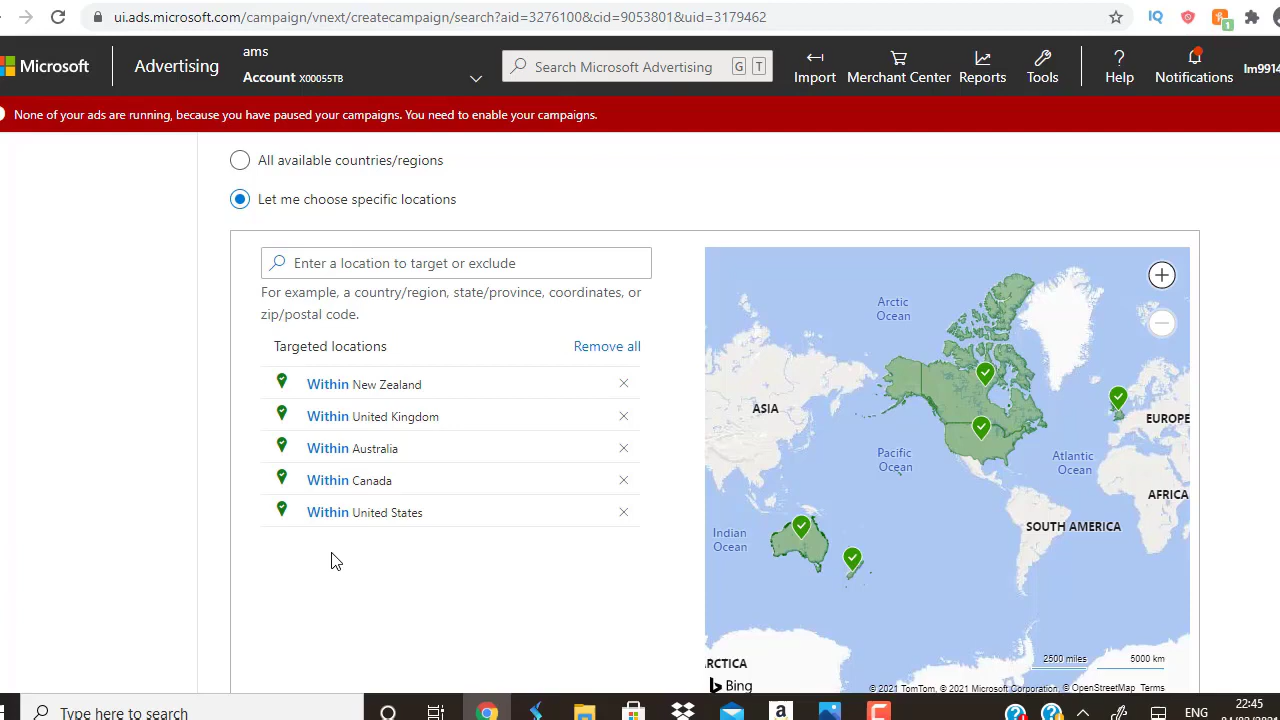 ui.ads.microsoft.com/campaign/vnext/createcampaign/search?aid=3276100&cid=9053801&uid=3179462
IQ
1
Microsoft
Advertising
ams
Account X00055TB
Search Microsoft Advertising
G
T
Import
Merchant Center
Reports
Tools
Help
Notifications
lm9914
None of your ads are running, because you have paused your campaigns. You need to enable your campaigns.
All available countries/regions
Let me choose specific locations
Enter a location to target or exclude
For example, a country/region, state/province, coordinates, or
zip/postal code.
Targeted locations
Remove all
Within New Zealand
Within United Kingdom
Within Australia
Within Canada
Within United States
Arctic
Ocean
ASIA
EUROPE
Pacific
Ocean
Atlantic
Ocean
AFRICA
SOUTH AMERICA
Indian
Ocean
ARCTICA
2500 miles
5000 km
Bing
© 2021 TomTom, © 2021 Microsoft Corporation, © OpenStreetMap Terms
Type here to search
a
ENG
22:45